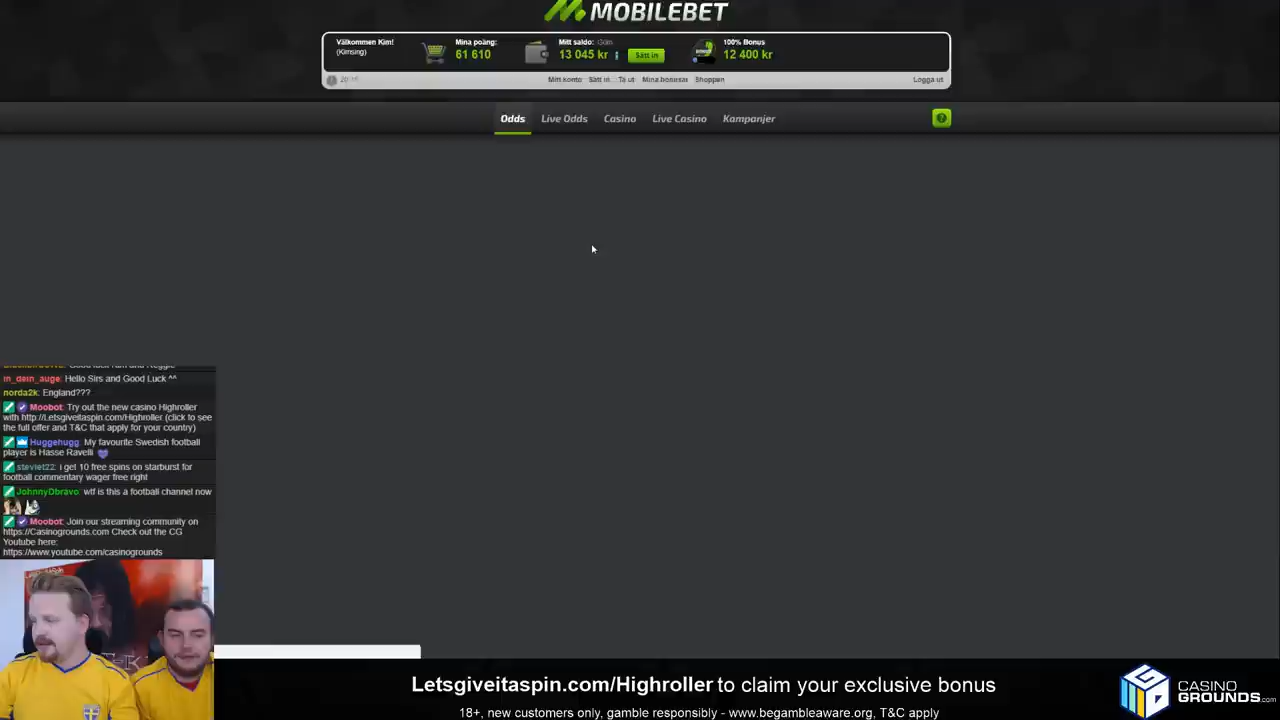 MOBILEBET
Välkommen Kim!
(Kimsing)
Mina poäng:
61 610
Mitt saldo: Göm
13 045 kr
Sätt in
100% Bonus
12 400 kr
Mitt konto Sätt in Ta ut Mina bonusar Shoppen
Logga ut
Odds Live Odds Casino Live Casino Kampanjer
?
in_dein_auge: Hello Sirs and Good Luck ^^
norda2k: England???
Moobot: Try out the new casino Highroller
with http://Letsgiveitaspin.com/Highroller (click to see
the full offer and T&C that apply for your country)
Huggehugg: My favourite Swedish football
player is Hasse Ravelli
steviet22: i get 10 free spins on starburst for
football commentary wager free right
JohnnyDbravo: wtf is this a football channel now
Moobot: Join our streaming community on
https://Casinogrounds.com Check out the CG
Youtube here:
https://www.youtube.com/casinogrounds
Letsgiveitaspin.com/Highroller to claim your exclusive bonus
18+, new customers only, gamble responsibly - www.begambleaware.org, T&C apply
CASINO
GROUNDS.com